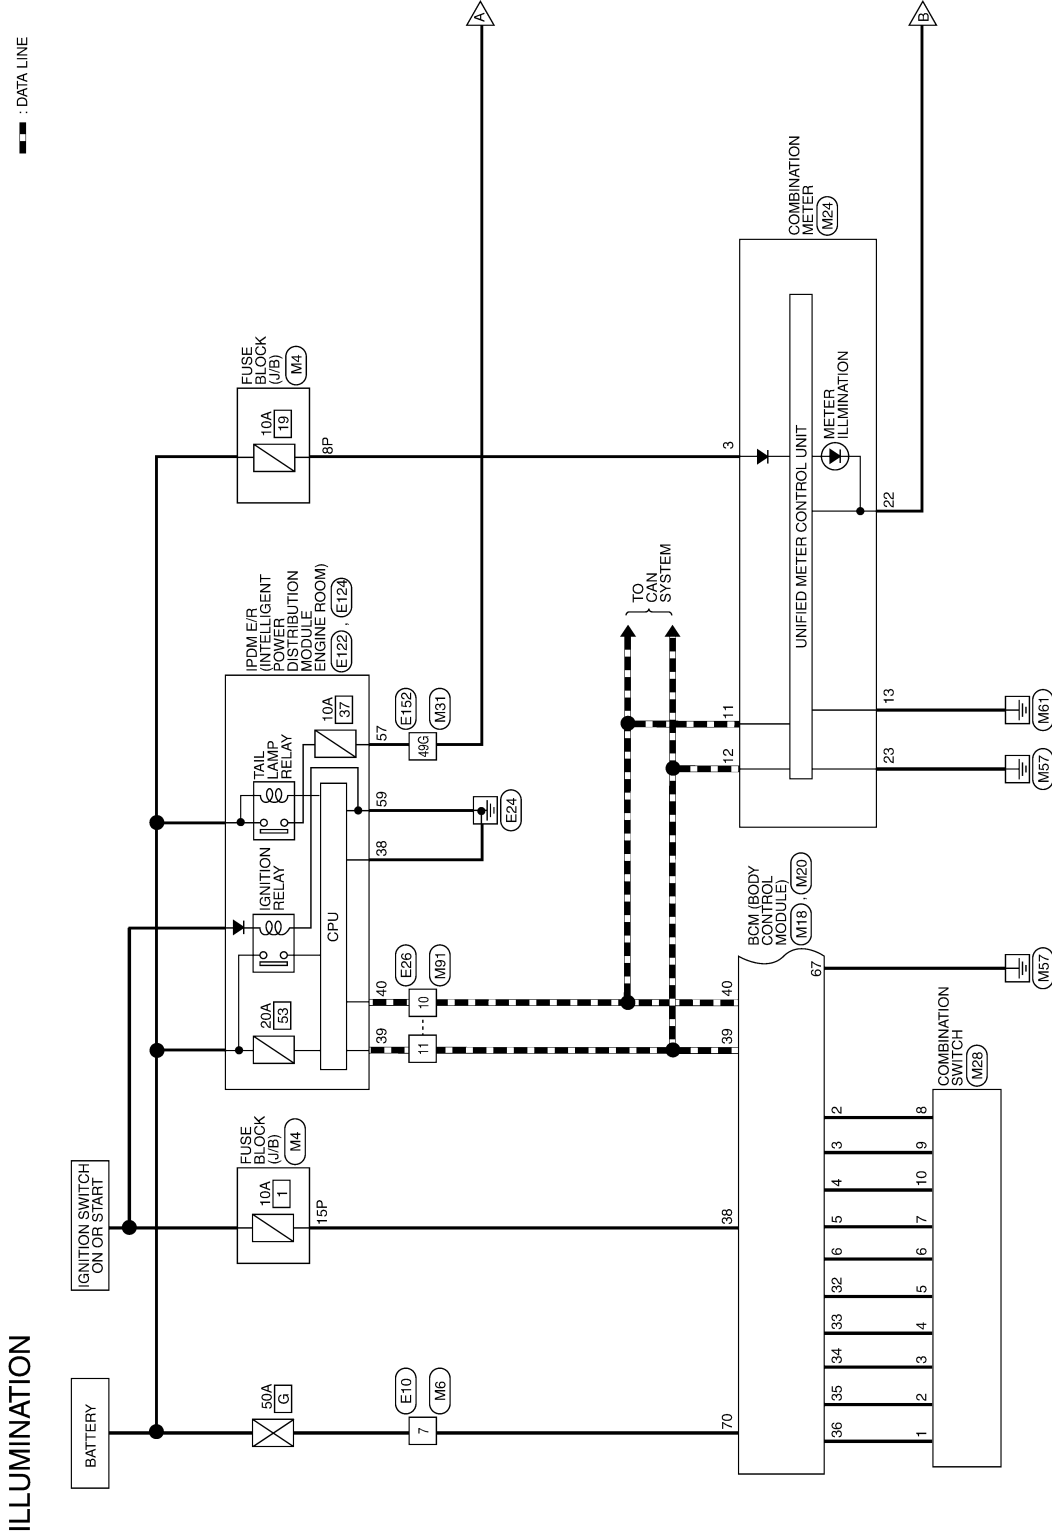 ILLUMINATION
: DATA LINE
BATTERY
IGNITION SWITCH
ON OR START
50A
G
E10
M6
7
70
FUSE
BLOCK
(J/B)
M4
10A
1
15P
38
IPDM E/R
(INTELLIGENT
POWER
DISTRIBUTION
MODULE
ENGINE ROOM)
E122 , E124
20A
53
IGNITION
RELAY
TAIL
LAMP
RELAY
10A
37
CPU
39
40
38
59
57
11
10
E26
M91
E24
49G
E152
M31
A
FUSE
BLOCK
(J/B)
M4
10A
19
8P
3
TO
CAN
SYSTEM
BCM (BODY
CONTROL
MODULE)
M18 , M20
39
40
67
M57
36
35
34
33
32
6
5
4
3
2
1
2
3
4
5
6
7
10
9
8
COMBINATION
SWITCH
M28
COMBINATION
METER
M24
12
11
UNIFIED METER CONTROL UNIT
METER
ILLMINATION
23
13
22
M57
M61
B